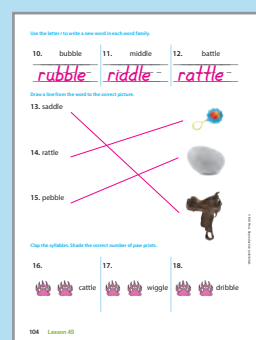 Use the letter r to write a new word in each word family.
10. bubble 11. middle 12. battle
rubble riddle rattle
Draw a line from the word to the correct picture.
13. saddle
14. rattle
15. pebble
Clap the syllables. Shade the correct number of paw prints.
16. 17. 18.
cattle wiggle dribble
104 Lesson 49